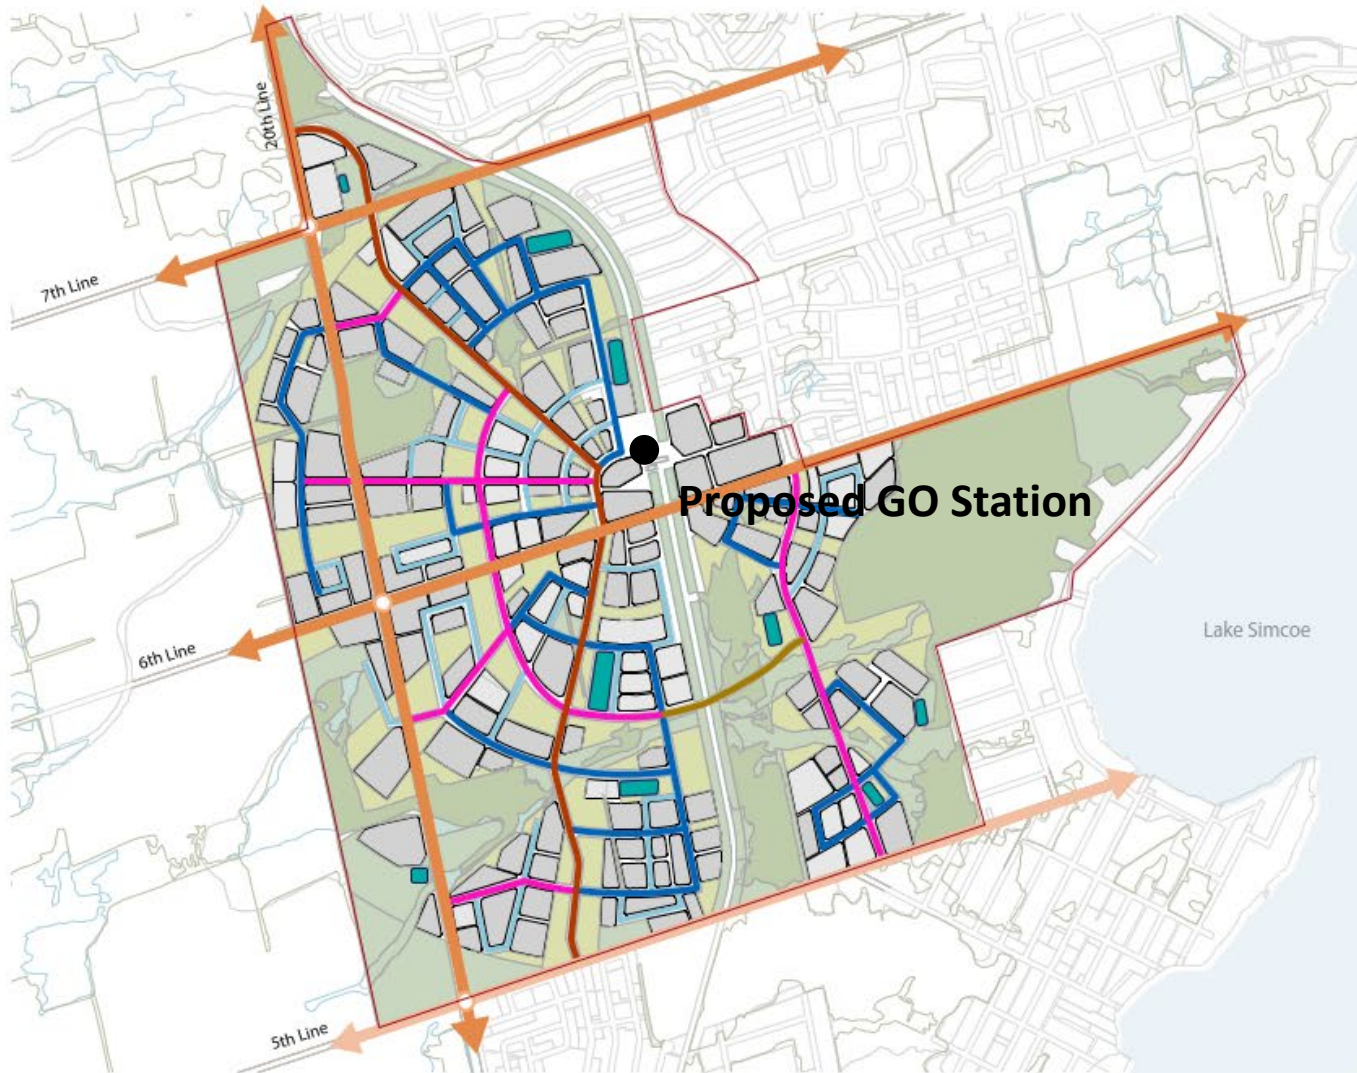 20th Line
7th Line
Proposed GO Station
Lake Simcoe
6th Line
5th Line